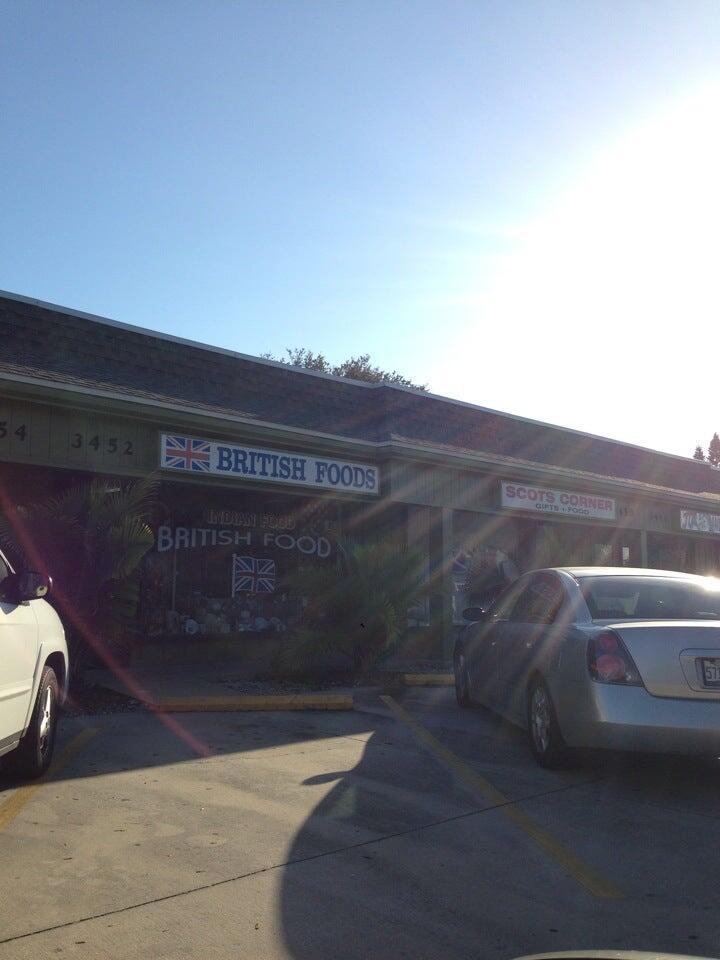 54 3452
BRITISH FOODS
INDIAN FOOD
BRITISH FOOD
SCOTS CORNER
GIFTS + FOOD